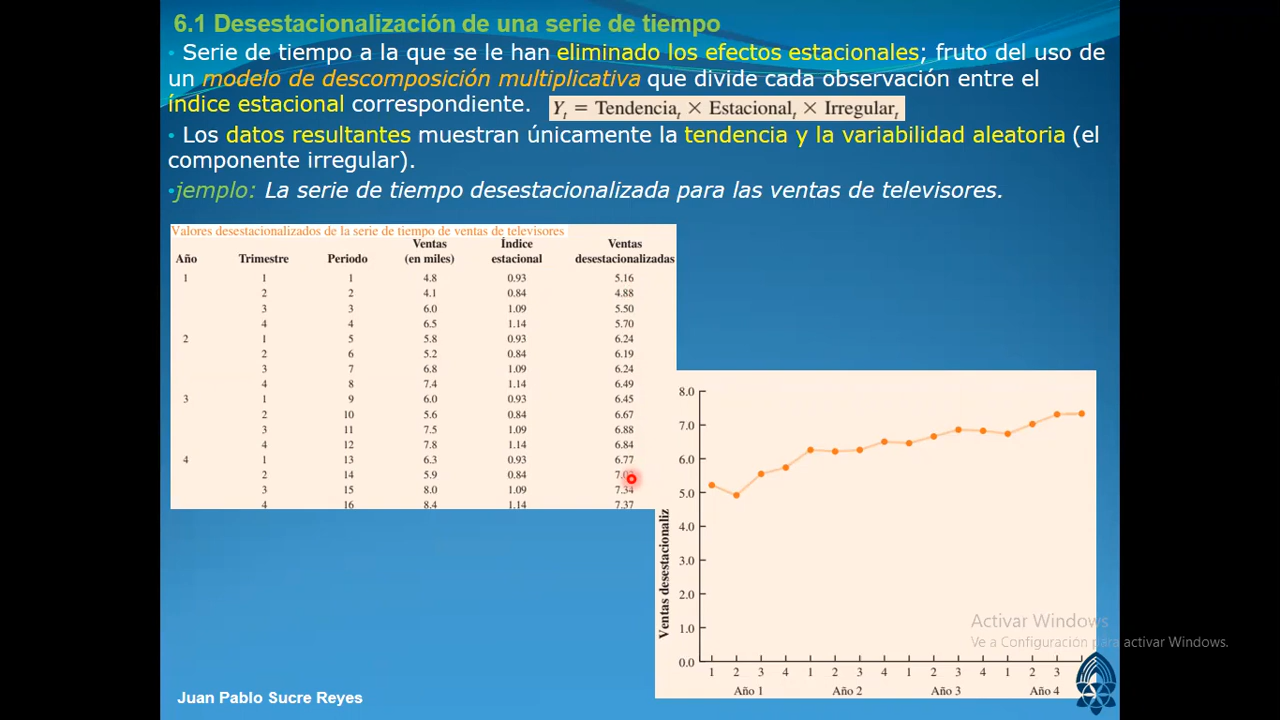 6.1 Desestacionalización de una serie de tiempo
• Serie de tiempo a la que se le han eliminado los efectos estacionales; fruto del uso de
un modelo de descomposición multiplicativa que divide cada observación entre el
índice estacional correspondiente. Yt = Tendenciat × Estacionalt × Irregulart
• Los datos resultantes muestran únicamente la tendencia y la variabilidad aleatoria (el
componente irregular).
•jemplo: La serie de tiempo desestacionalizada para las ventas de televisores.
Valores desestacionalizados de la serie de tiempo de ventas de televisores
Ventas Índice Ventas
Año Trimestre Periodo (en miles) estacional desestacionalizadas
1 1 1 4.8 0.93 5.16
2 2 4.1 0.84 4.88
3 3 6.0 1.09 5.50
4 4 6.5 1.14 5.70
2 1 5 5.8 0.93 6.24
2 6 5.2 0.84 6.19
3 7 6.8 1.09 6.24
4 8 7.4 1.14 6.49
3 1 9 6.0 0.93 6.45
2 10 5.6 0.84 6.67
3 11 7.5 1.09 6.88
4 12 7.8 1.14 6.84
4 1 13 6.3 0.93 6.77
2 14 5.9 0.84
3 15 8.0 1.09 7.34
4 16 8.4 1.14 7.37
8.0
7.0
6.0
5.0
4.0
3.0
2.0
1.0
0.0
Ventas desestacionaliz
1 2 3 4 1 2 3 4 1 2 3 4 1 2 3
Año 1 Año 2 Año 3 Año 4
Activar Windows
Ve a Configuración para activar Windows.
Juan Pablo Sucre Reyes